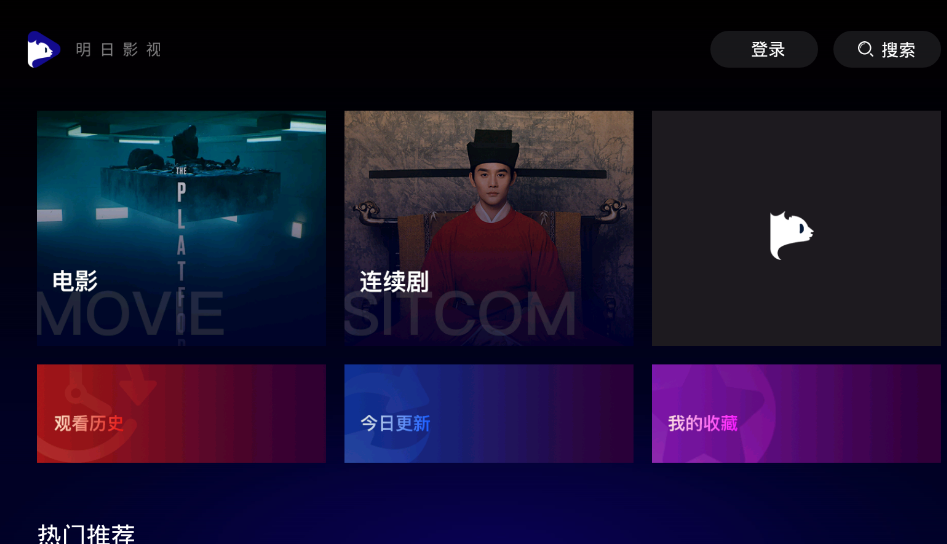 明日影视
登录
搜索
THE
PLATFO
电影
MOVIE
连续剧
SITCOM
观看历史
今日更新
我的收藏
热门推荐